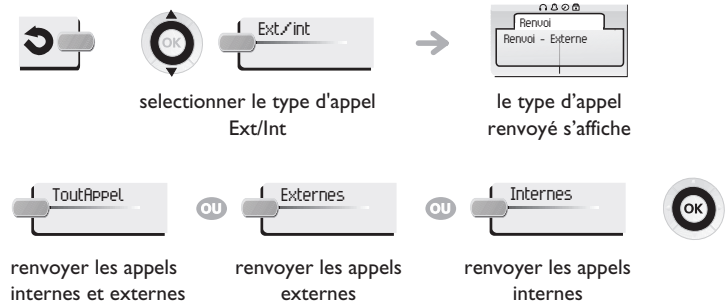 OK
Ext/int
Renvoi
Renvoi - Externe
selectionner le type d'appel
Ext/Int
le type d’appel
renvoyé s’affiche
ToutAppel
OU
Externes
OU
Internes
OK
renvoyer les appels
internes et externes
renvoyer les appels
externes
renvoyer les appels
internes